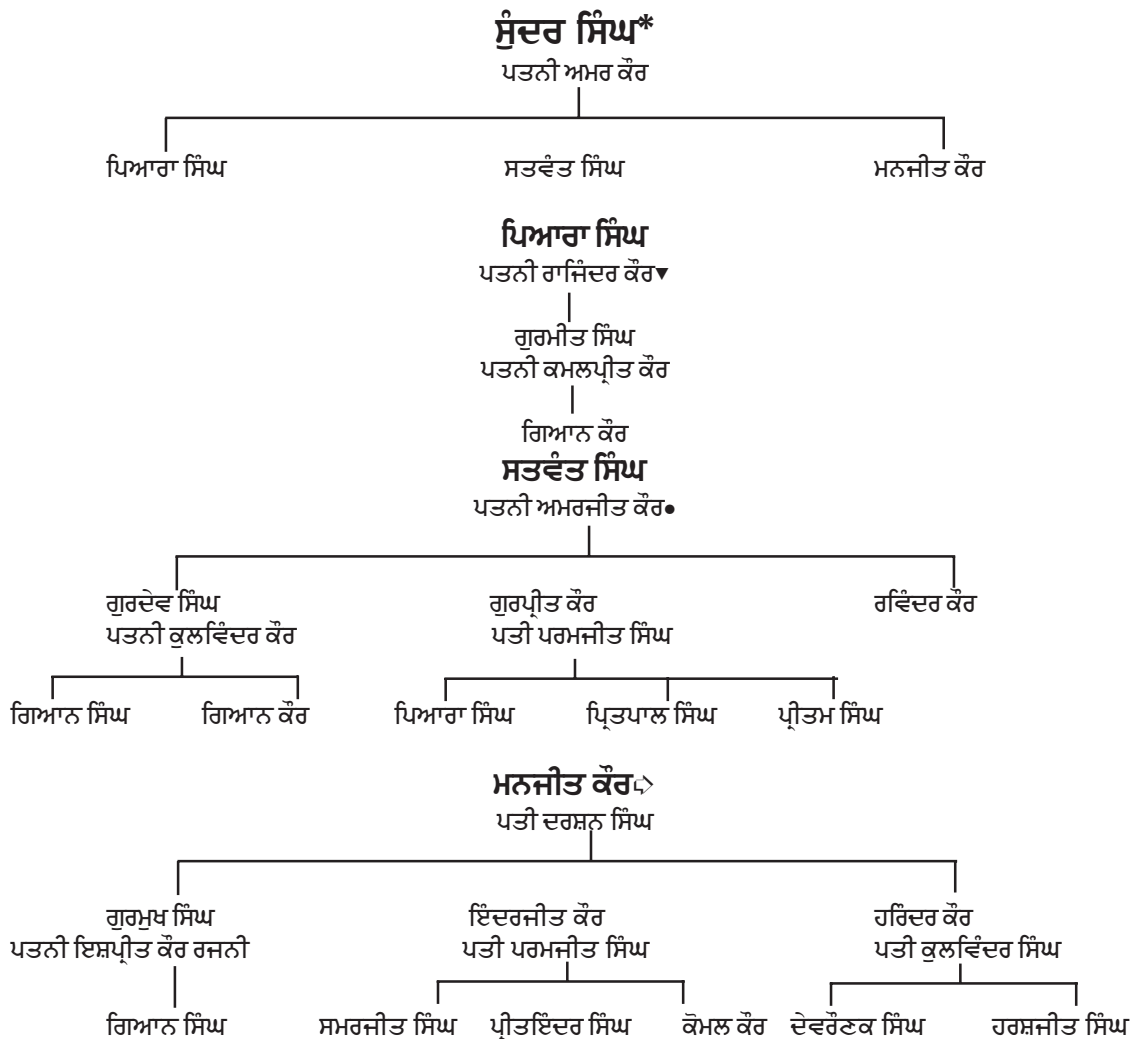 ਸੁੰਦਰ ਸਿੰਘ*
ਪਤਨੀ ਅਮਰ ਕੌਰ
ਪਿਆਰਾ ਸਿੰਘ ਸਤਵੰਤ ਸਿੰਘ ਮਨਜੀਤ ਕੌਰ
ਪਿਆਰਾ ਸਿੰਘ
ਪਤਨੀ ਰਾਜਿੰਦਰ ਕੌਰ▾
ਗੁਰਮੀਤ ਸਿੰਘ
ਪਤਨੀ ਕਮਲਪ੍ਰੀਤ ਕੌਰ
ਗਿਆਨ ਕੌਰ
ਸਤਵੰਤ ਸਿੰਘ
ਪਤਨੀ ਅਮਰਜੀਤ ਕੌਰ•
ਗੁਰਦੇਵ ਸਿੰਘ ਗੁਰਪ੍ਰੀਤ ਕੌਰ ਰਵਿੰਦਰ ਕੌਰ
ਪਤਨੀ ਕੁਲਵਿੰਦਰ ਕੌਰ ਪਤੀ ਪਰਮਜੀਤ ਸਿੰਘ
ਗਿਆਨ ਸਿੰਘ ਗਿਆਨ ਕੌਰ ਪਿਆਰਾ ਸਿੰਘ ਪ੍ਰਿਤਪਾਲ ਸਿੰਘ ਪ੍ਰੀਤਮ ਸਿੰਘ
ਮਨਜੀਤ ਕੌਰ➪
ਪਤੀ ਦਰਸ਼ਨ ਸਿੰਘ
ਗੁਰਮੁਖ ਸਿੰਘ ਇੰਦਰਜੀਤ ਕੌਰ ਹਰਿੰਦਰ ਕੌਰ
ਪਤਨੀ ਇਸ਼ਪ੍ਰੀਤ ਕੌਰ ਰਜਨੀ ਪਤੀ ਪਰਮਜੀਤ ਸਿੰਘ ਪਤੀ ਕੁਲਵਿੰਦਰ ਸਿੰਘ
ਗਿਆਨ ਸਿੰਘ ਸਮਰਜੀਤ ਸਿੰਘ ਪ੍ਰੀਤਇੰਦਰ ਸਿੰਘ ਕੋਮਲ ਕੌਰ ਦੇਵਰੌਣਕ ਸਿੰਘ ਹਰਸ਼ਜੀਤ ਸਿੰਘ